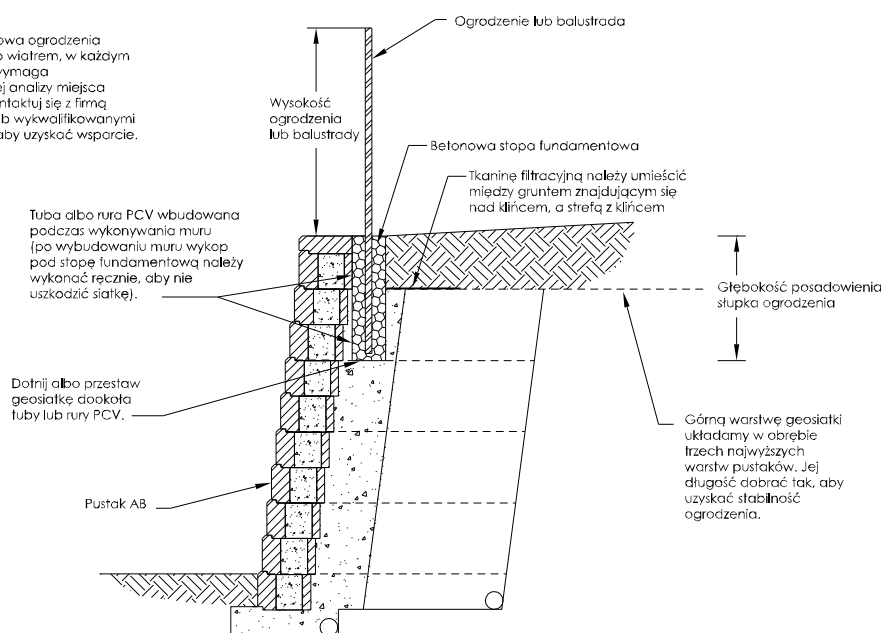 Ogrodzenie lub balustrada
owa ogrodzenia
wiatrem, w każdym
wymaga
ej analizy miejsca
ntaktuj się z firmą
b wykwalifikowanymi
aby uzyskać wsparcie.
Wysokość
ogrodzenia
lub balustrady
Betonowa stopa fundamentowa
Tkaninę filtracyjną należy umieścić
między gruntem znajdującym się
nad klińcem, a strefą z klińcem
Tuba albo rura PCV wbudowana
podczas wykonywania muru
(po wybudowaniu muru wykop
pod stopę fundamentową należy
wykonać ręcznie, aby nie
uszkodzić siatkę).
Głębokość posadowienia
słupka ogrodzenia
Dotnij albo przestaw
geosiatkę dookoła
tuby lub rury PCV.
Górną warstwę geosiatki
układamy w obrębie
trzech najwyższych
warstw pustaków. Jej
długość dobrać tak, aby
uzyskać stabilność
ogrodzenia.
Pustak AB